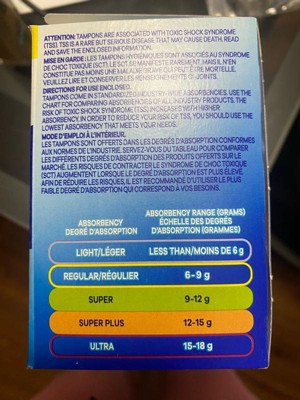 ATTENTION: TAMPONS ARE ASSOCIATED WITH TOXIC SHOCK SYNDROME
(TSS). TSS IS A RARE BUT SERIOUS DISEASE THAT MAY CAUSE DEATH. READ
AND SAVE THE ENCLOSED INFORMATION.
MISE EN GARDE: LES TAMPONS HYGIÉNIQUES SONT ASSOCIÉS AU SYNDROME
DE CHOC TOXIQUE (SCT). LE SCT SE MANIFESTE RAREMENT, MAIS IL N'EN
CONSTITUE PAS MOINS UNE MALADIE GRAVE QUI PEUT ÊTRE MORTELLE.
VEUILLEZ LIRE ET CONSERVER LES RENSEIGNEMENTS CI-JOINTS.
DIRECTIONS FOR USE ENCLOSED.
TAMPONS COME IN STANDARDIZED INDUSTRY-WIDE ABSORBENCIES. USE THE
CHART FOR COMPARING ABSORBENCIES OF ALL INDUSTRY PRODUCTS. THE
RISK OF TOXIC SHOCK SYNDROME (TSS) INCREASES WITH HIGHER
ABSORBENCY. IN ORDER TO REDUCE YOUR TSS, YOU SHOULD USE THE
LOWEST ABSORBENCY THAT MEETS YOUR NEEDS.
MODE D'EMPLOI À L'INTÉRIEUR.
LES TAMPONS SONT OFFERTS DANS LES DEGRÉS D'ABSORPTION CONFORMES
AUX NORMES DE L'INDUSTRIE. SERVEZ-VOUS DU TABLEAU POUR COMPARER
LES DIFFÉRENTS DEGRÉS D'ABSORPTION DES PRODUITS OFFERTS SUR LE
MARCHÉ. LES RISQUES DE CONTRACTER LE SYNDROME DE CHOC TOXIQUE
(SCT) AUGMENTENT LORSQUE LE DEGRÉ D'ABSORPTION EST PLUS ÉLEVÉ.
AFIN DE RÉDUIRE LES RISQUES, IL EST RECOMMANDÉ D'UTILISER LE PLUS
FAIBLE DEGRÉ D'ABSORPTION QUI CORRESPOND À VOS BESOINS.
ABSORBENCY ABSORBENCY RANGE (GRAMS)
DEGRÉ D'ABSORPTION ÉCHELLE DES DEGRÉS
D'ABSORPTION (GRAMMES)
LIGHT/LÉGER LESS THAN/MOINS DE 6 g
REGULAR/RÉGULIER 6-9 g
SUPER 9-12 g
SUPER PLUS 12-15 g
ULTRA 15-18 g